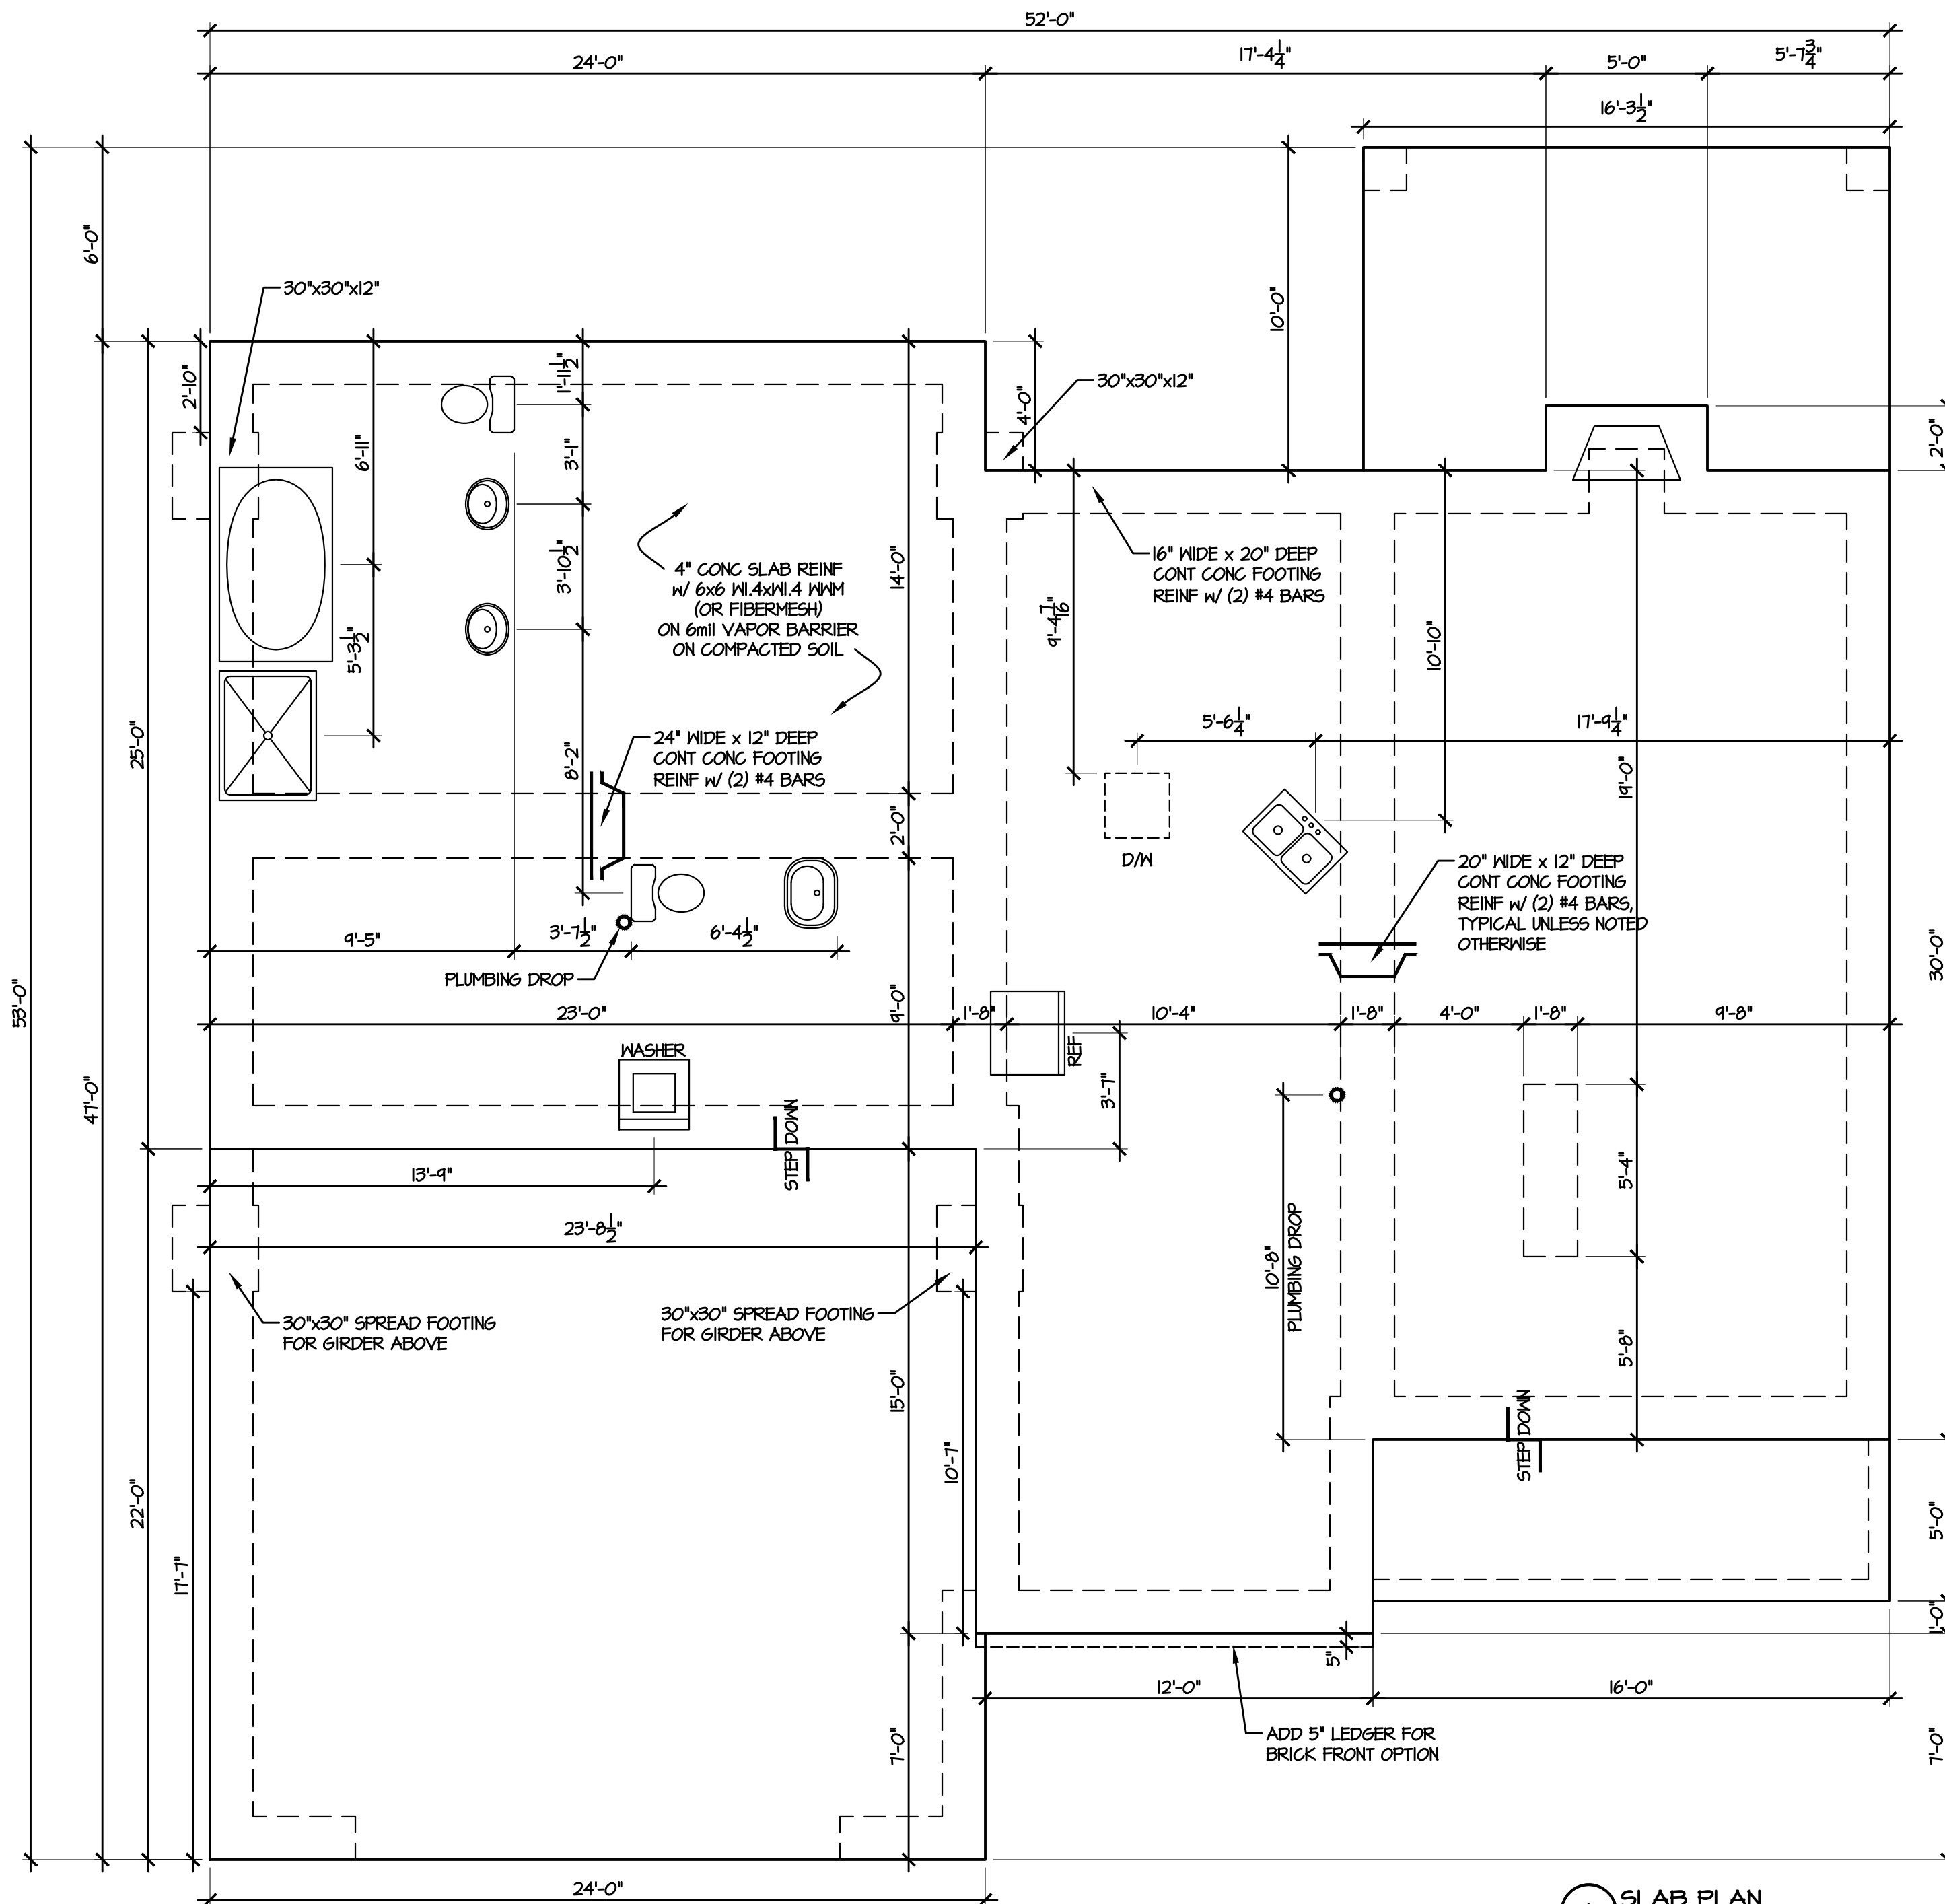 52'-0"
24'-0"
17'-4 1/4"
5'-0"
5'-7 3/4"
16'-3 1/2"
6'-0"
30"x30"x12"
10'-0"
2'-10"
1'-11 1/2"
4'-0"
30"x30"x12"
2'-0"
6'-11"
3'-1"
3'-10 1/2"
14'-0"
4" CONC SLAB REINF
w/ 6x6 W1.4xW1.4 WWM
(OR FIBERMESH)
ON 6mil VAPOR BARRIER
ON COMPACTED SOIL
16" WIDE x 20" DEEP
CONT CONC FOOTING
REINF w/ (2) #4 BARS
9'-4 7/16"
10'-10"
5'-3 1/2"
25'-0"
8'-2"
24" WIDE x 12" DEEP
CONT CONC FOOTING
REINF w/ (2) #4 BARS
5'-6 1/4"
17'-9 1/4"
19'-0"
2'-0"
D/W
20" WIDE x 12" DEEP
CONT CONC FOOTING
REINF w/ (2) #4 BARS,
TYPICAL UNLESS NOTED
OTHERWISE
9'-5"
3'-7 1/2"
6'-4 1/2"
PLUMBING DROP
30'-0"
53'-0"
23'-0"
9'-0"
1'-8"
10'-4"
1'-8"
4'-0"
1'-8"
9'-8"
WASHER
REF
47'-0"
3'-7"
STEP DOWN
13'-9"
5'-4"
23'-8 1/2"
10'-8"
PLUMBING DROP
30"x30" SPREAD FOOTING
FOR GIRDER ABOVE
30"x30" SPREAD FOOTING
FOR GIRDER ABOVE
5'-8"
15'-0"
STEP DOWN
10'-7"
22'-0"
17'-7"
5'-0"
1'-0"
5"
12'-0"
16'-0"
7'-0"
ADD 5" LEDGER FOR
BRICK FRONT OPTION
7'-0"
24'-0"
SLAB PLAN